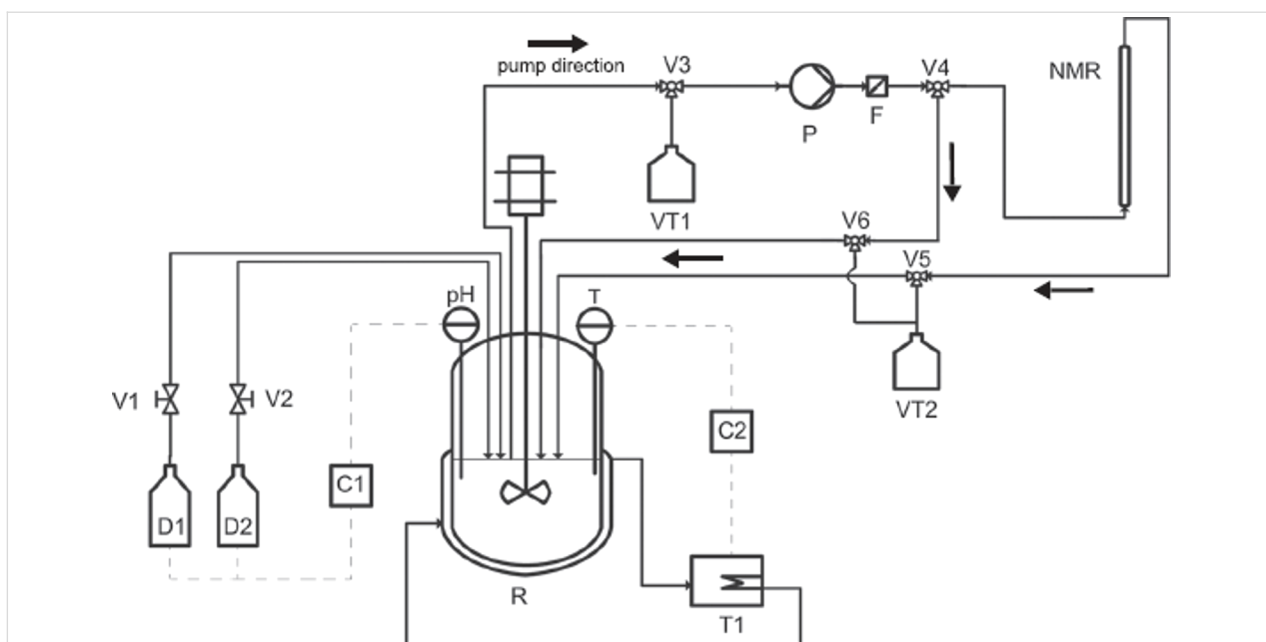 pump direction
V3
V4
NMR
P
F
VT1
V6
V5
pH
T
V1
V2
VT2
C2
C1
D1
D2
R
T1